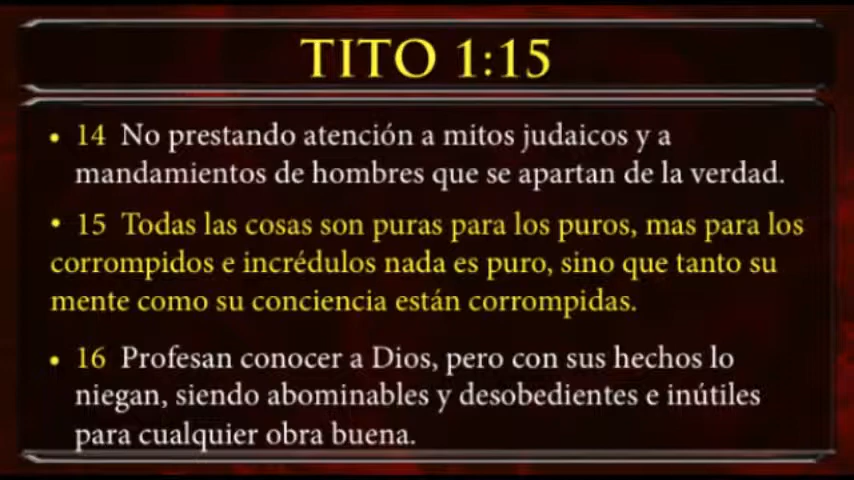 TITO 1:15
• 14 No prestando atención a mitos judaicos y a
mandamientos de hombres que se apartan de la verdad.
• 15 Todas las cosas son puras para los puros, mas para los
corrompidos e incrédulos nada es puro, sino que tanto su
mente como su conciencia están corrompidas.
• 16 Profesan conocer a Dios, pero con sus hechos lo
niegan, siendo abominables y desobedientes e inútiles
para cualquier obra buena.